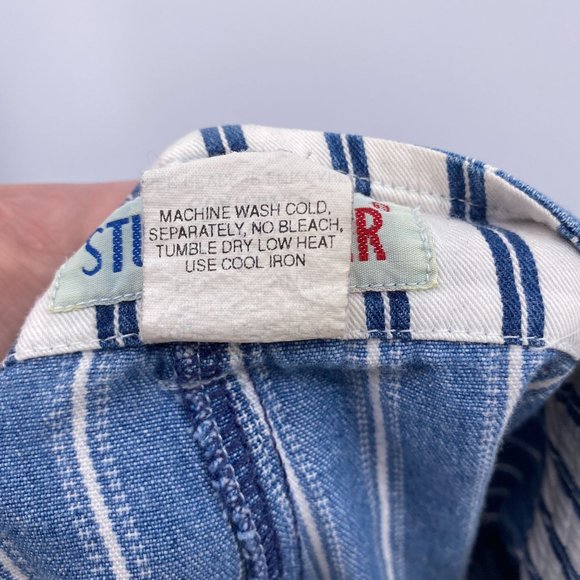 MACHINE WASH COLD,
SEPARATELY, NO BLEACH,
TUMBLE DRY LOW HEAT
USE COOL IRON